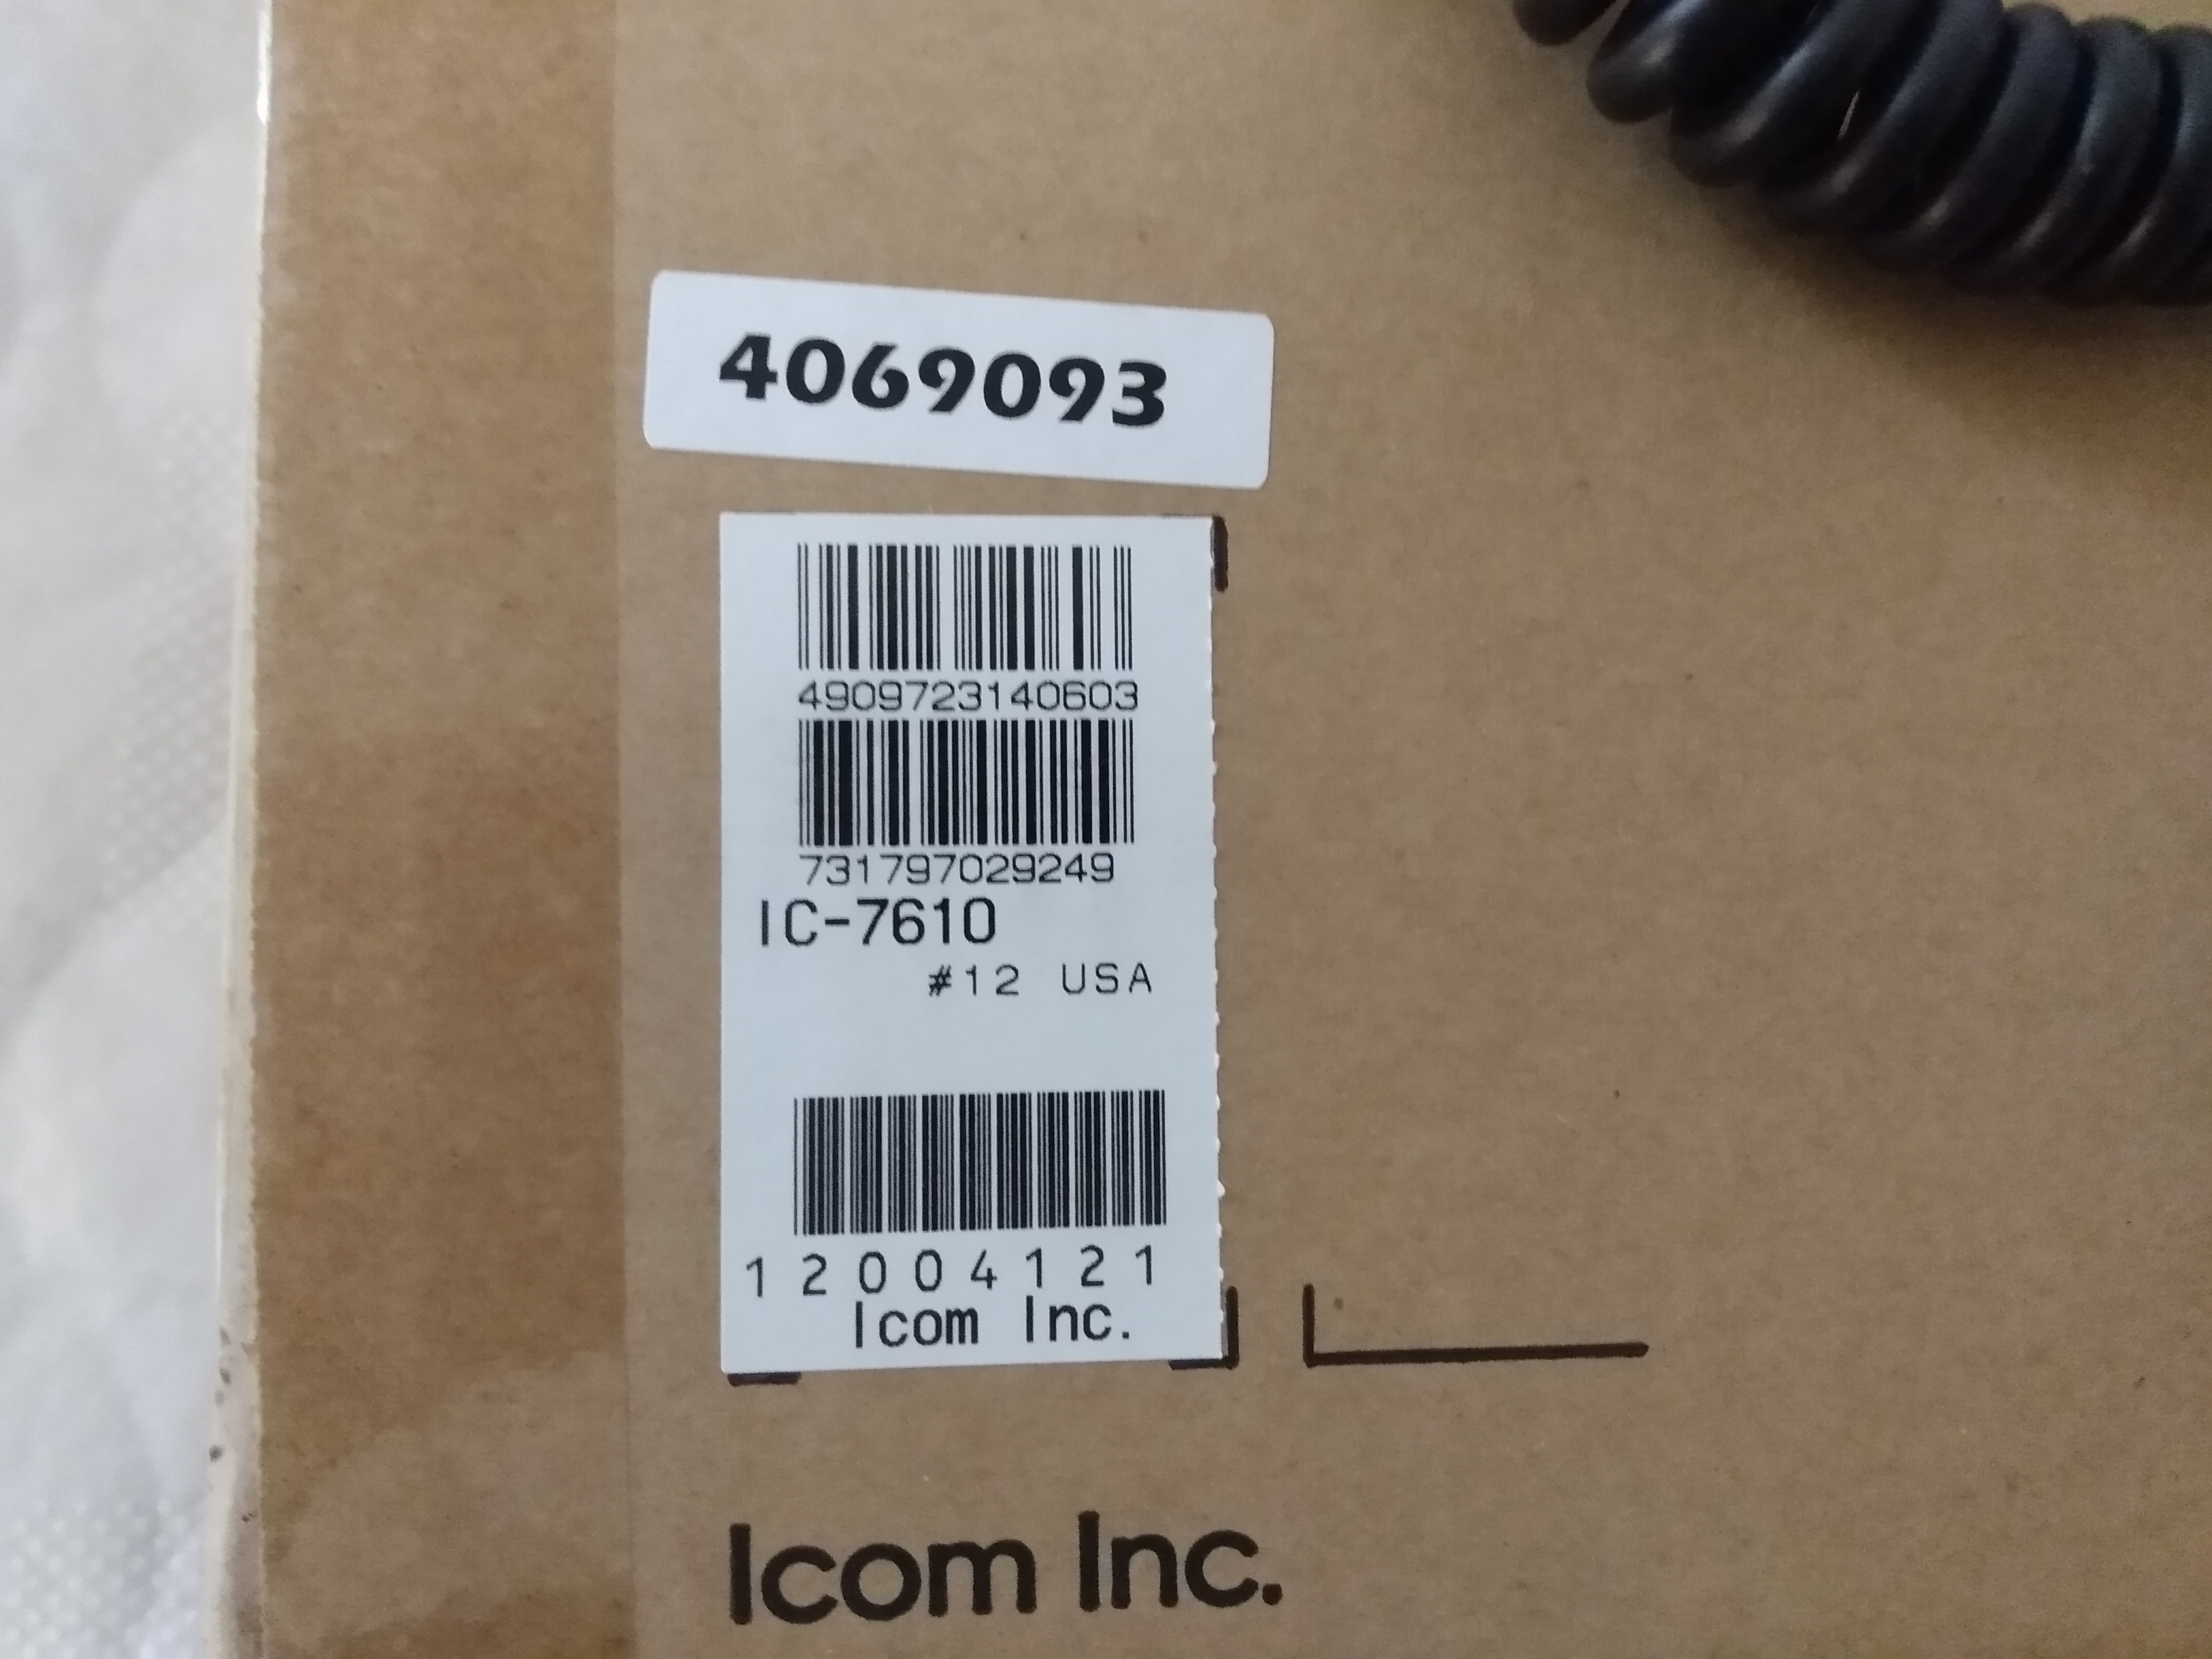 4069093
4909723140603
731797029249
IC-7610
#12 USA
12004121
Icom Inc.
Icom Inc.